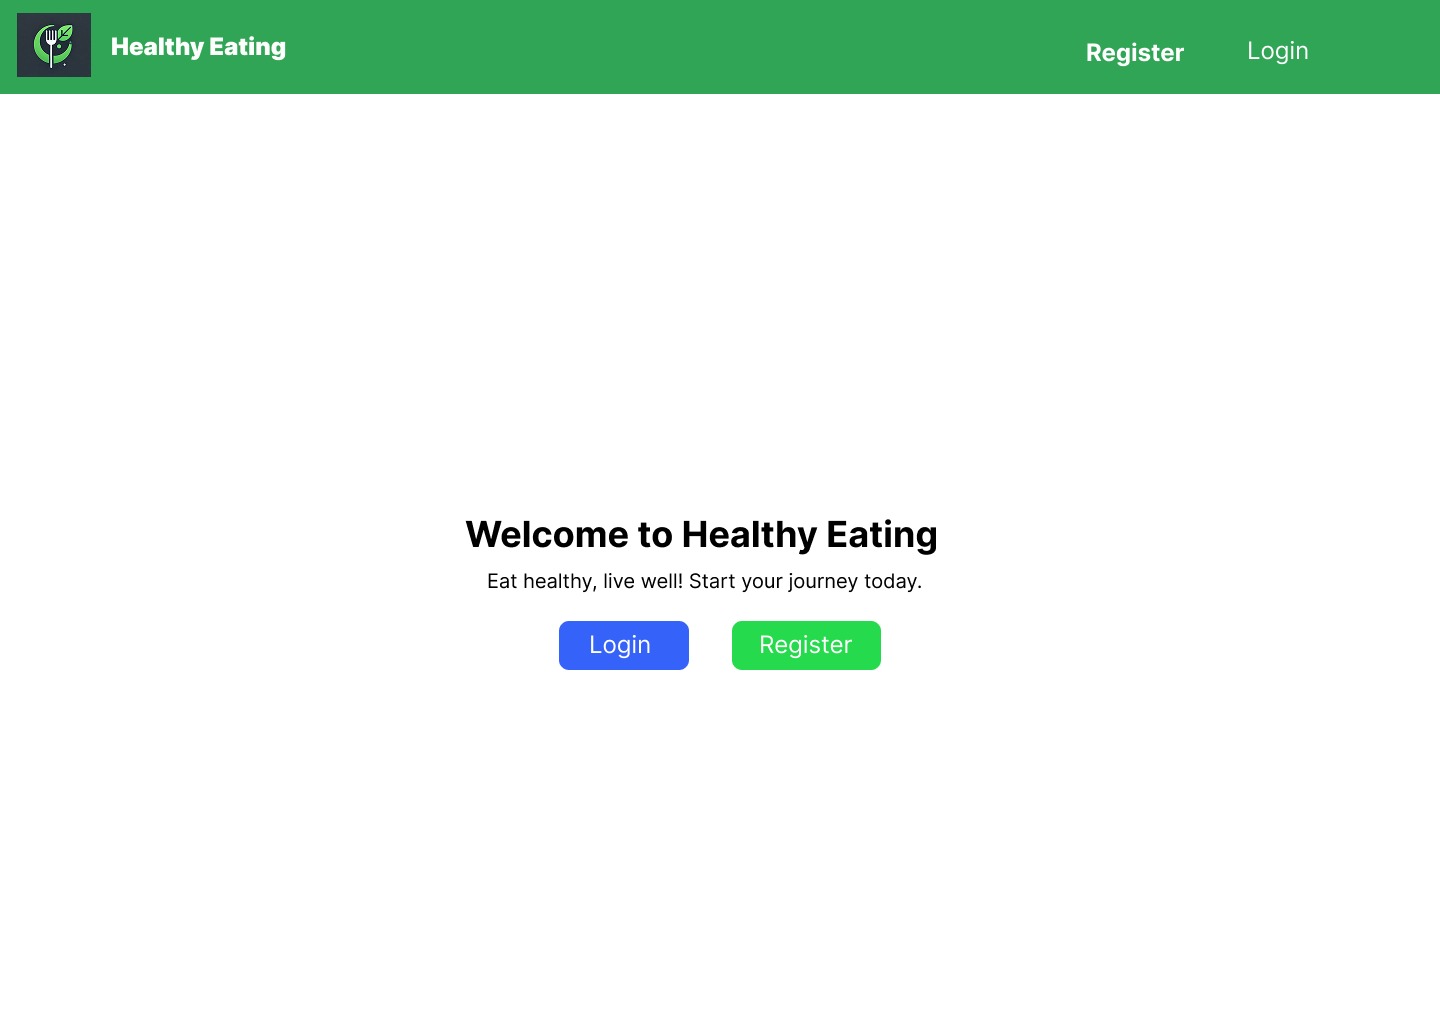 Healthy Eating
Register
Login
Welcome to Healthy Eating
Eat healthy, live well! Start your journey today.
Login
Register